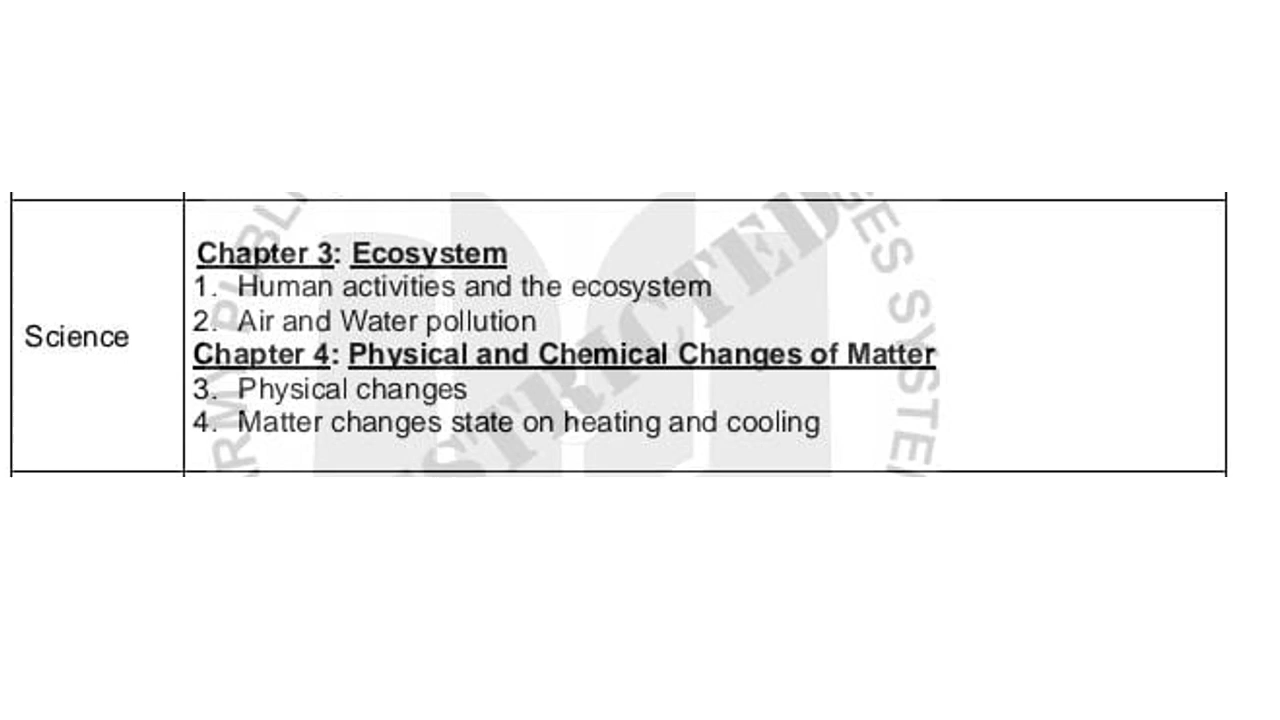 Science
Chapter 3: Ecosystem
1. Human activities and the ecosystem
2. Air and Water pollution
Chapter 4: Physical and Chemical Changes of Matter
3. Physical changes
4. Matter changes state on heating and cooling